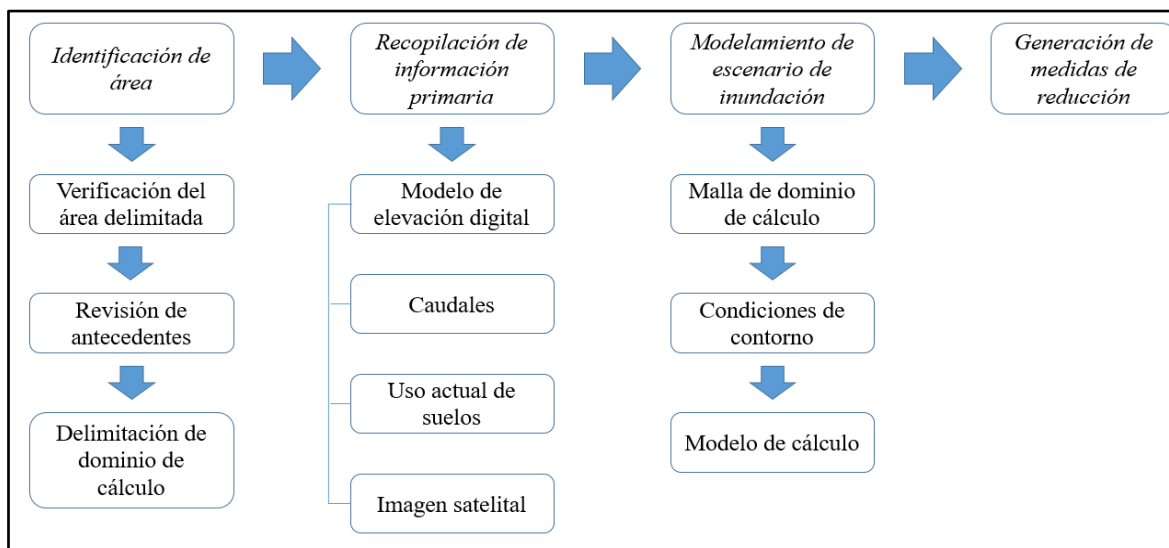 Identificación de
área
Recopilación de
información
primaria
Modelamiento de
escenario de
inundación
Generación de
medidas de
reducción
Verificación del
área delimitada
Revisión de
antecedentes
Delimitación de
dominio de
cálculo
Modelo de
elevación digital
Caudales
Uso actual de
suelos
Imagen satelital
Malla de dominio
de cálculo
Condiciones de
contorno
Modelo de cálculo